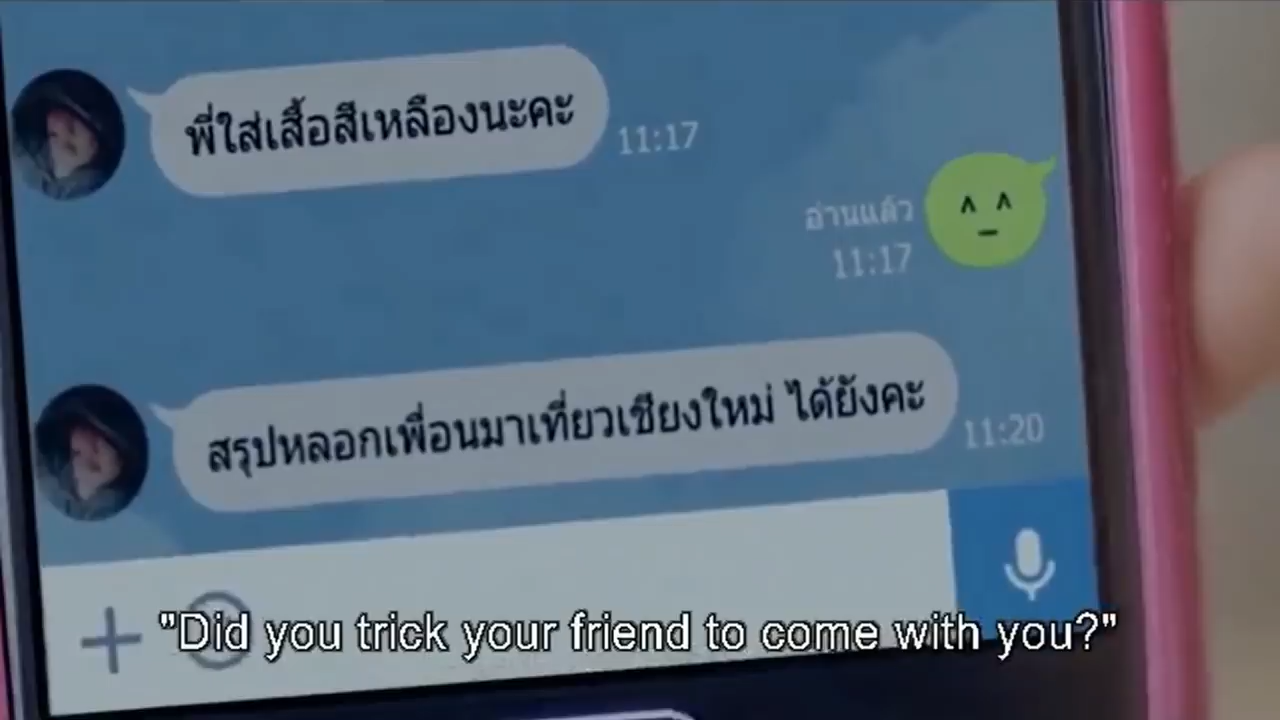 พี่ใส่เสื้อสีเหลืองนะคะ
11:17
อ่านแล้ว
11:17
สรุปหลอกเพื่อนมาเที่ยวเชียงใหม่ ได้ยังคะ
11:20
"Did you trick your friend to come with you?"